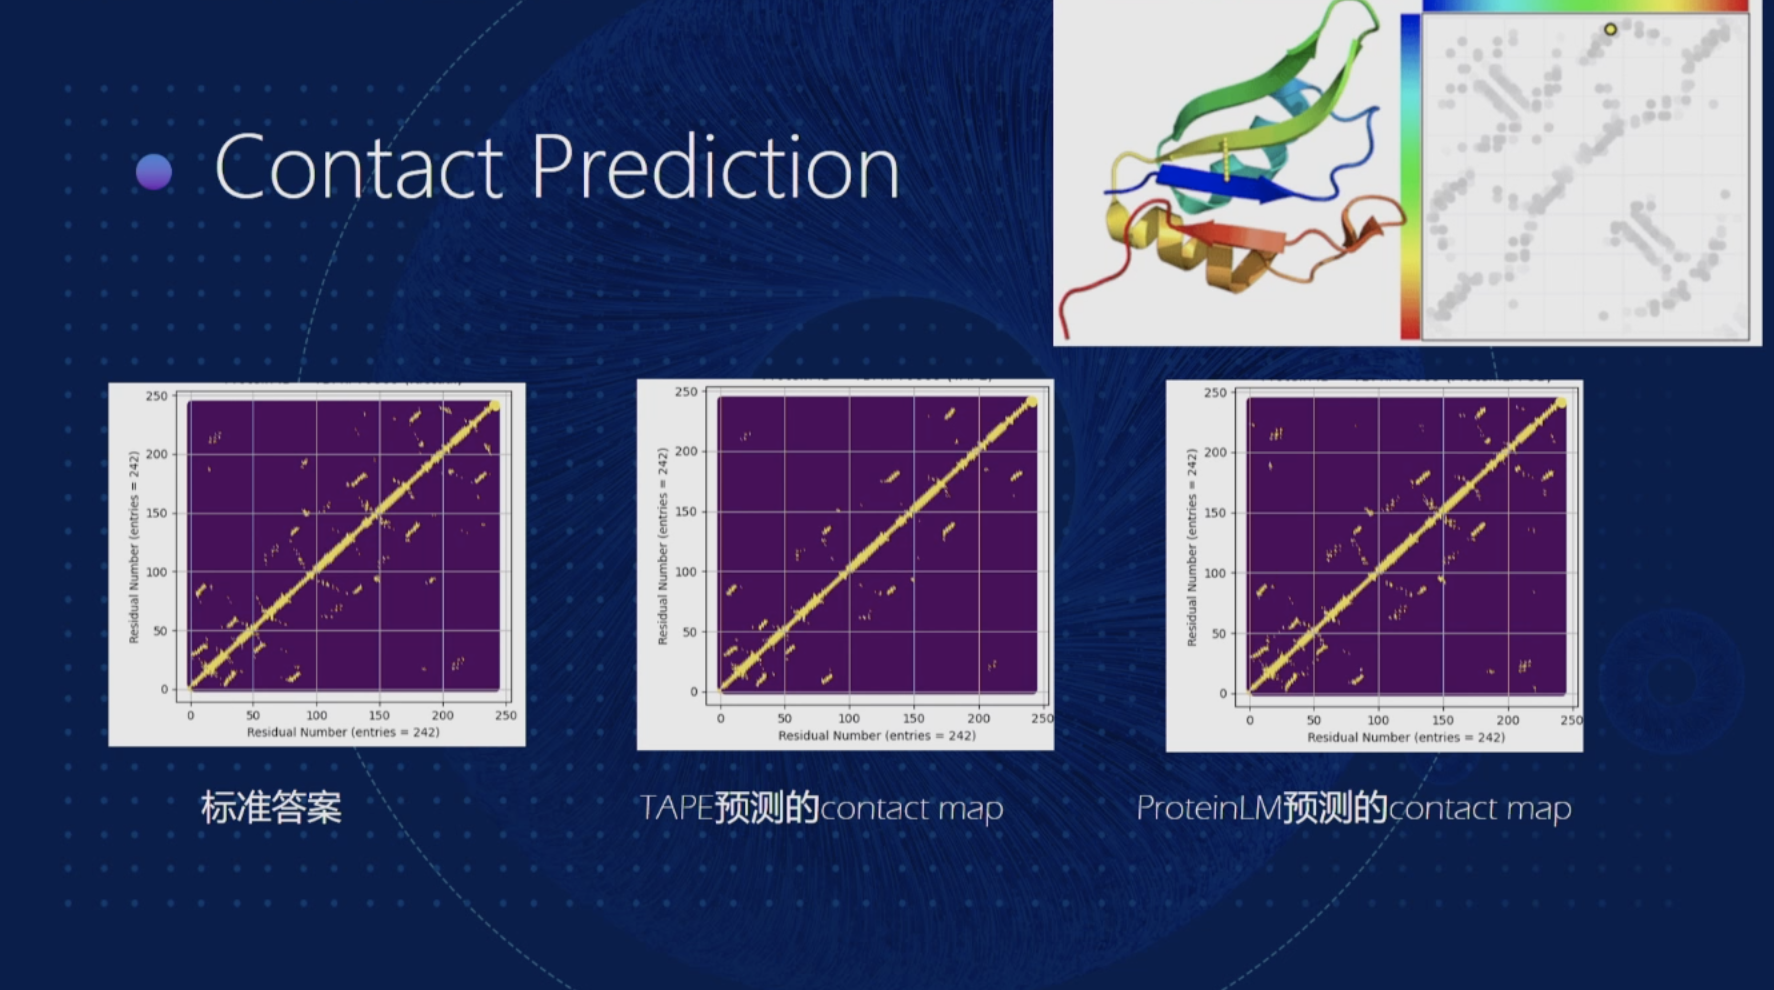 Contact Prediction
250
200
150
100
50
0
Residual Number (entries = 242)
0 50 100 150 200 250
Residual Number (entries = 242)
250
200
150
100
50
0
Residual Number (entries = 242)
0 50 100 150 200 250
Residual Number (entries = 242)
250
200
150
100
50
0
Residual Number (entries = 242)
0 50 100 150 200 250
Residual Number (entries = 242)
标准答案
TAPE预测的contact map
ProteinLM预测的contact map